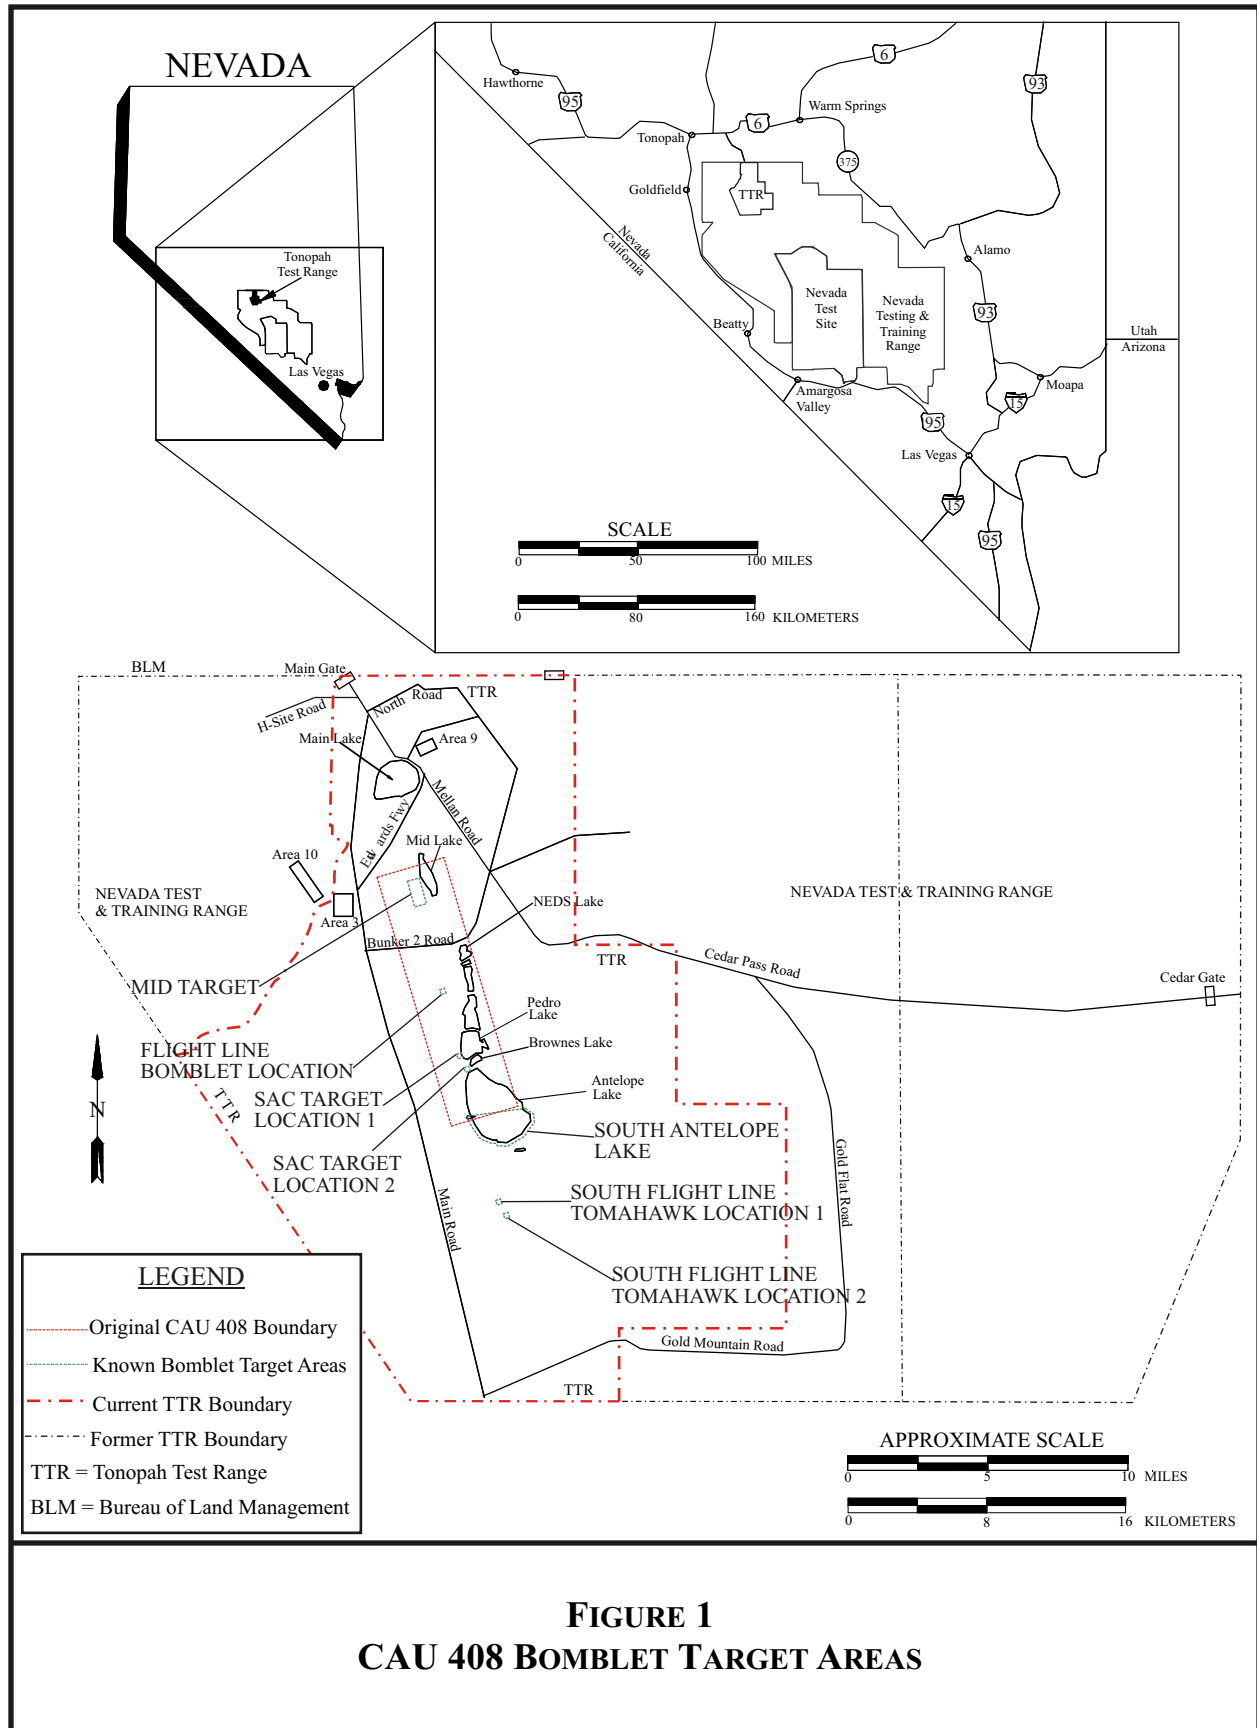 NEVADA
Tonopah
Test Range
Las Vegas
Hawthorne
95
6
93
Warm Springs
6
Tonopah
375
Goldfield
TTR
Nevada
California
Alamo
Nevada
Test
Site
Nevada
Testing &
Training
Range
93
Beatty
Utah
Arizona
Amargosa
Valley
Moapa
15
95
Las Vegas
15
95
SCALE
0 50 100 MILES
0 80 160 KILOMETERS
BLM
Main Gate
North Road
TTR
H-Site Road
Main Lake
Area 9
Mellan Road
Edwards Fwy
Mid Lake
Area 10
NEVADA TEST
& TRAINING RANGE
NEVADA TEST & TRAINING RANGE
Area 3
NEDS Lake
Bunker 2 Road
TTR
Cedar Pass Road
Cedar Gate
MID TARGET
Pedro
Lake
Brownes Lake
FLIGHT LINE
BOMBLET LOCATION
Antelope
Lake
SAC TARGET
LOCATION 1
TTR
N
SOUTH ANTELOPE
LAKE
SAC TARGET
LOCATION 2
Gold Flat Road
Main Road
SOUTH FLIGHT LINE
TOMAHAWK LOCATION 1
SOUTH FLIGHT LINE
TOMAHAWK LOCATION 2
Gold Mountain Road
TTR
LEGEND
Original CAU 408 Boundary
Known Bomblet Target Areas
Current TTR Boundary
Former TTR Boundary
TTR = Tonopah Test Range
BLM = Bureau of Land Management
APPROXIMATE SCALE
0 5 10 MILES
0 8 16 KILOMETERS
FIGURE 1
CAU 408 BOMBLET TARGET AREAS